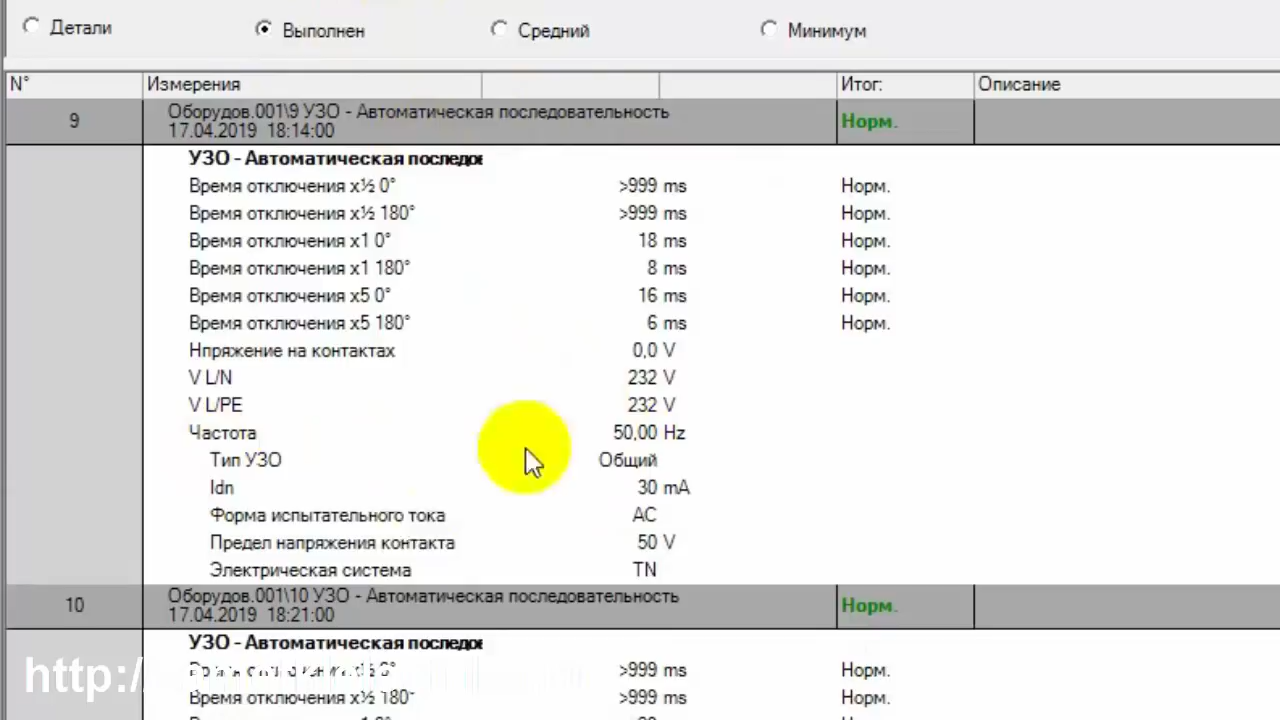 Детали Выполнен Средний Минимум
N° Измерения Итог: Описание
9 Оборудов.001\9 УЗО - Автоматическая последовательность Норм.
17.04.2019 18:14:00
УЗО - Автоматическая последо
Время отключения x½ 0° >999 ms Норм.
Время отключения x½ 180° >999 ms Норм.
Время отключения x1 0° 18 ms Норм.
Время отключения x1 180° 8 ms Норм.
Время отключения x5 0° 16 ms Норм.
Время отключения x5 180° 6 ms Норм.
Нпряжение на контактах 0,0 V
V L/N 232 V
V L/PE 232 V
Частота 50,00 Hz
Тип УЗО Общий
Idn 30 mA
Форма испытательного тока AC
Предел напряжения контакта 50 V
Электрическая система TN
10 Оборудов.001\10 УЗО - Автоматическая последовательность Норм.
17.04.2019 18:21:00
УЗО - Автоматическая последо
http:// >999 ms Норм.
Время отключения x½ 180° >999 ms Норм.